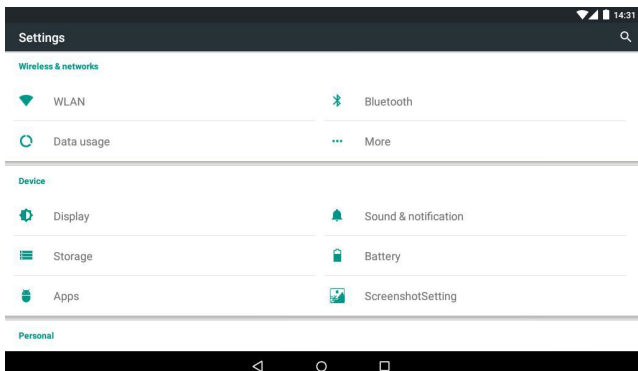 14:31
Settings
Wireless & networks
WLAN
Bluetooth
Data usage
More
Device
Display
Sound & notification
Storage
Battery
Apps
ScreenshotSetting
Personal